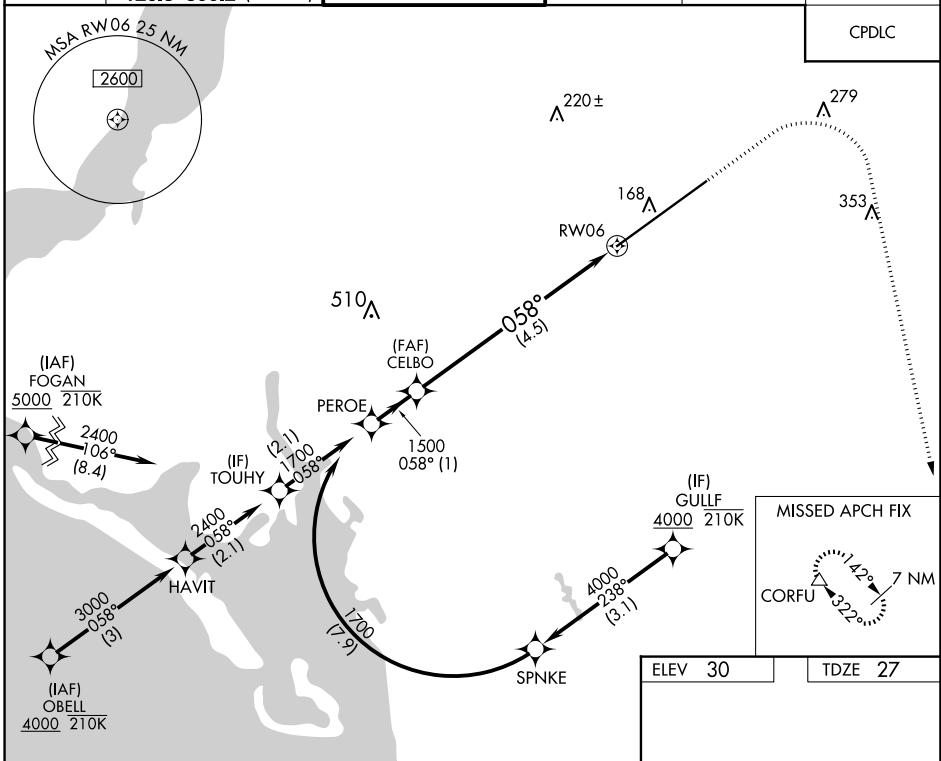 CPDLC
MSA RW06 25 NM
2600
220±
279
168
353
RW06
510
058°
(4.5)
(FAF)
CELBO
(IAF)
FOGAN
5000 210K
PEROE
2400
106°
(8.4)
(2.1)
1700
058°
1500
058° (1)
(IF)
TOUHY
(IF)
GULLF
4000 210K
2400
058°
(2.1)
HAVIT
MISSED APCH FIX
142°
7 NM
CORFU
322°
4000
238°
(3.1)
3000
058°
(3)
1700
(7.9)
SPNKE
(IAF)
OBELL
4000 210K
ELEV 30
TDZE 27